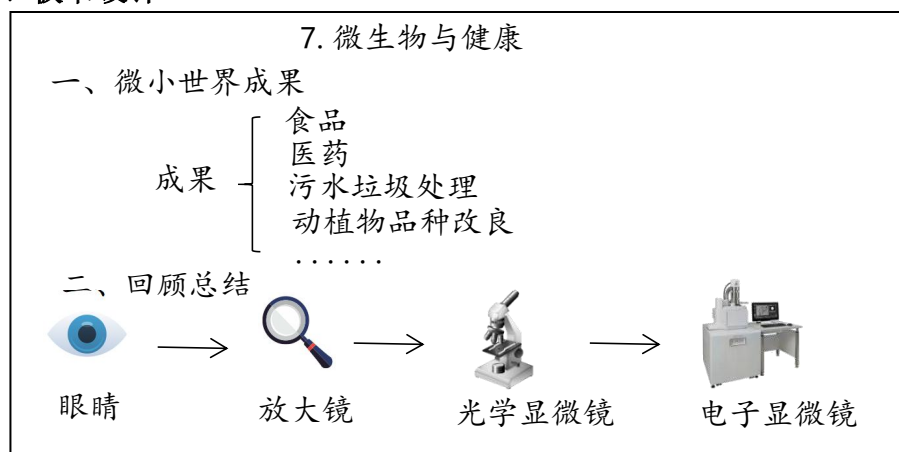 7. 微生物与健康
一、微小世界成果
食品
医药
成果
污水垃圾处理
动植物品种改良
······
二、回顾总结
眼睛
放大镜
光学显微镜
电子显微镜